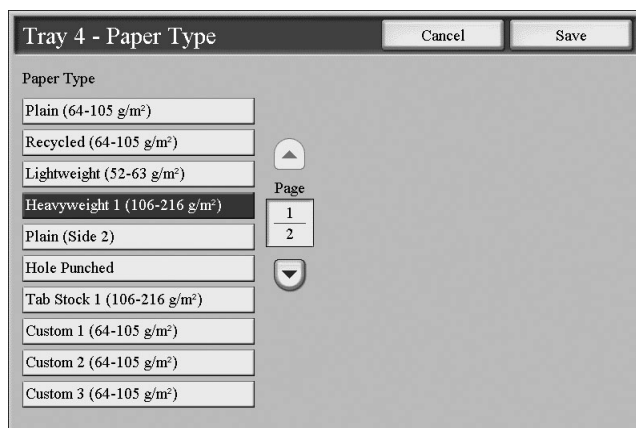 Tray 4 - Paper Type
Cancel
Save
Paper Type
Plain (64-105 g/m²)
Recycled (64-105 g/m²)
Lightweight (52-63 g/m²)
Heavyweight 1 (106-216 g/m²)
Plain (Side 2)
Hole Punched
Tab Stock 1 (106-216 g/m²)
Custom 1 (64-105 g/m²)
Custom 2 (64-105 g/m²)
Custom 3 (64-105 g/m²)
Page
1
2